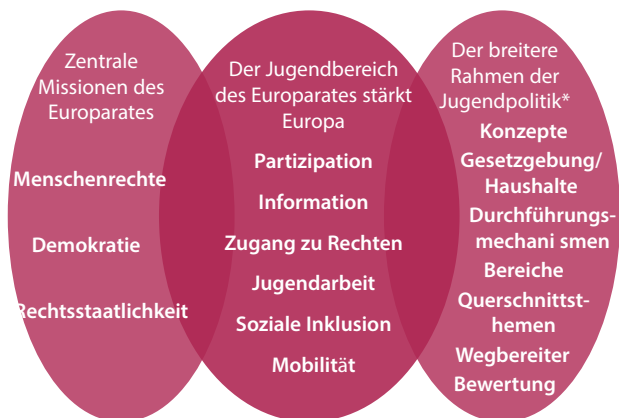 Zentrale
Missionen des
Europarates
Menschenrechte
Demokratie
Rechtsstaatlichkeit
Der Jugendbereich
des Europarates stärkt
Europa
Partizipation
Information
Zugang zu Rechten
Jugendarbeit
Soziale Inklusion
Mobilität
Der breitere
Rahmen der
Jugendpolitik*
Konzepte
Gesetzgebung/
Haushalte
Durchführungs-
mechani smen
Bereiche
Querschnittst-
hemen
Wegbereiter
Bewertung